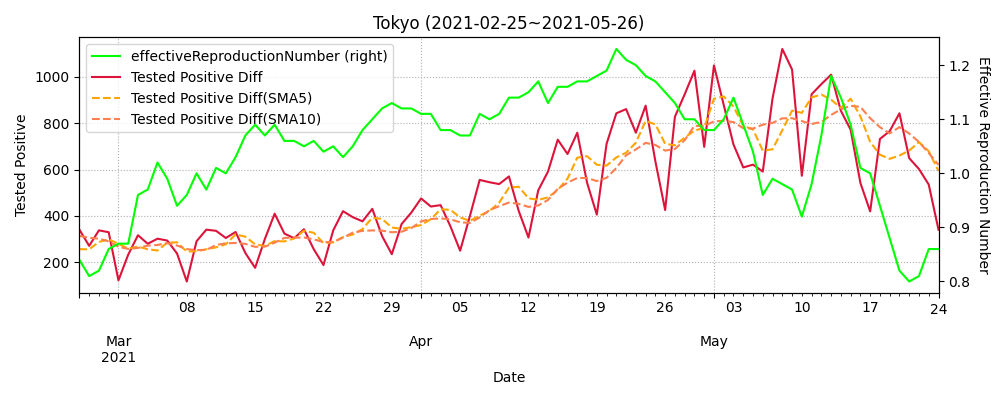 Tokyo (2021-02-25~2021-05-26)
effectiveReproductionNumber (right)
Tested Positive Diff
Tested Positive Diff(SMA5)
Tested Positive Diff(SMA10)
Tested Positive
1000
800
600
400
200
Effective Reproduction Number
1.2
1.1
1.0
0.9
0.8
08 15 22 29 05 12 19 26 03 10 17 24
Mar Apr May
2021
Date